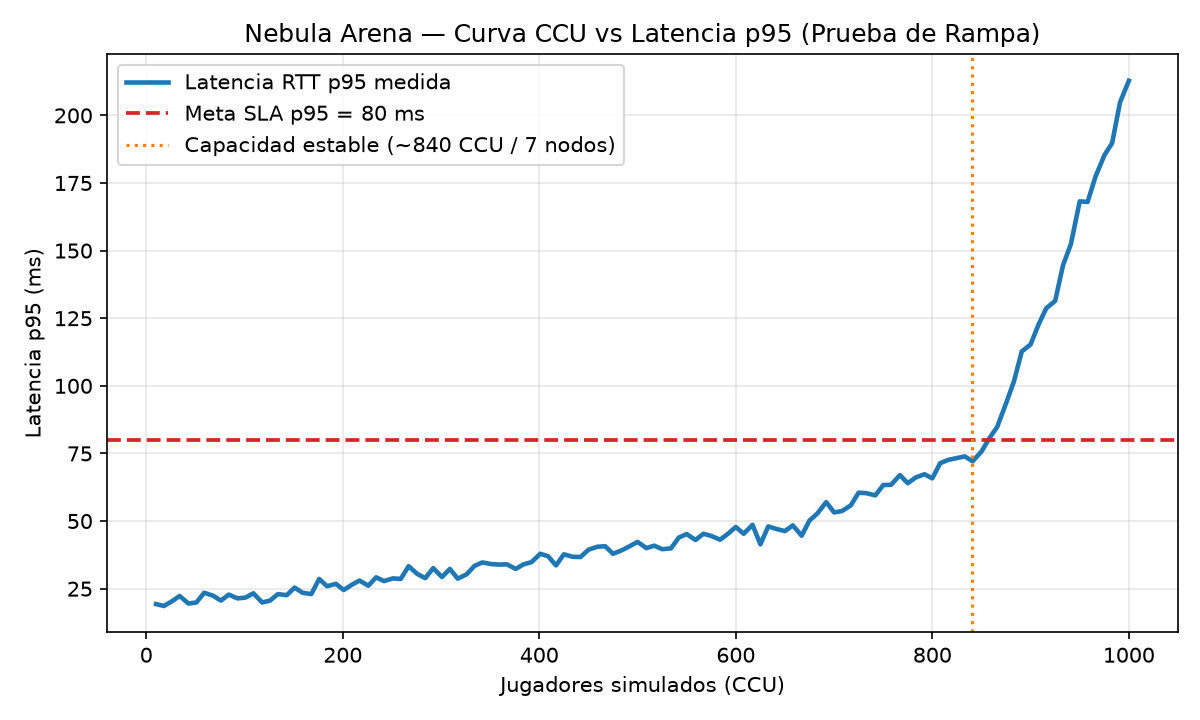 Nebula Arena — Curva CCU vs Latencia p95 (Prueba de Rampa)
Latencia RTT p95 medida
Meta SLA p95 = 80 ms
Capacidad estable (~840 CCU / 7 nodos)
Latencia p95 (ms)
200
175
150
125
100
75
50
25
0 200 400 600 800 1000
Jugadores simulados (CCU)